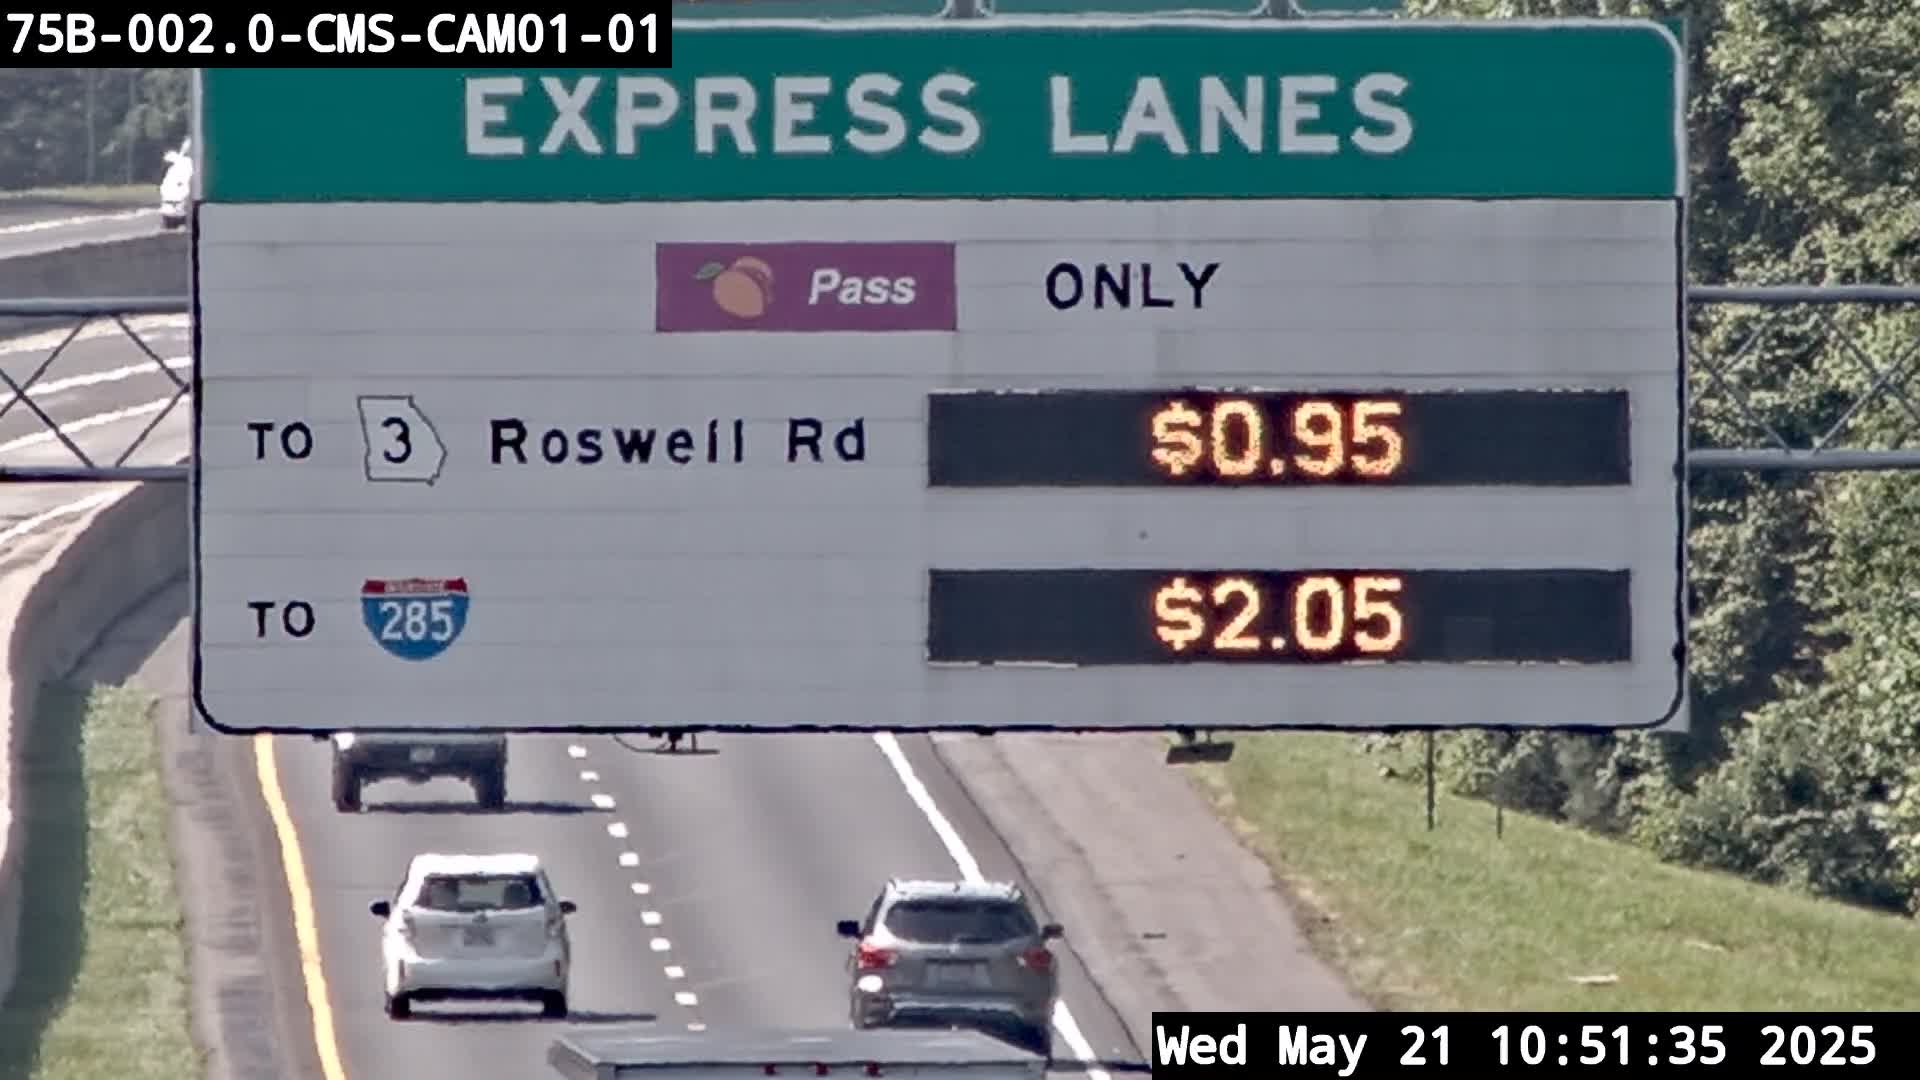 75B-002.0-CMS-CAM01-01
EXPRESS LANES
Pass ONLY
TO 3 Roswell Rd $0.95
TO INTERSTATE 285 $2.05
Wed May 21 10:51:35 2025